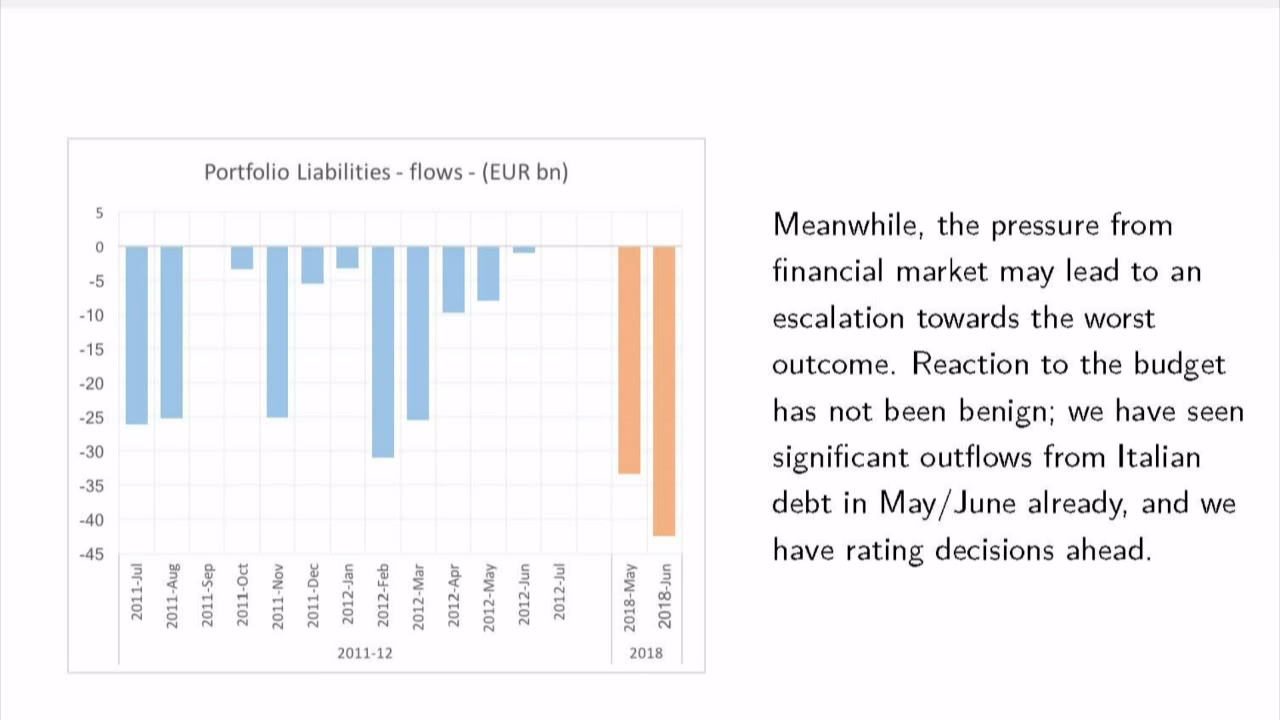 Portfolio Liabilities - flows - (EUR bn)
5
0
-5
-10
-15
-20
-25
-30
-35
-40
-45
2011-Jul
2011-Aug
2011-Sep
2011-Oct
2011-Nov
2011-Dec
2012-Jan
2012-Feb
2012-Mar
2012-Apr
2012-May
2012-Jun
2012-Jul
2018-May
2018-Jun
2011-12
2018
Meanwhile, the pressure from
financial market may lead to an
escalation towards the worst
outcome. Reaction to the budget
has not been benign; we have seen
significant outflows from Italian
debt in May/June already, and we
have rating decisions ahead.